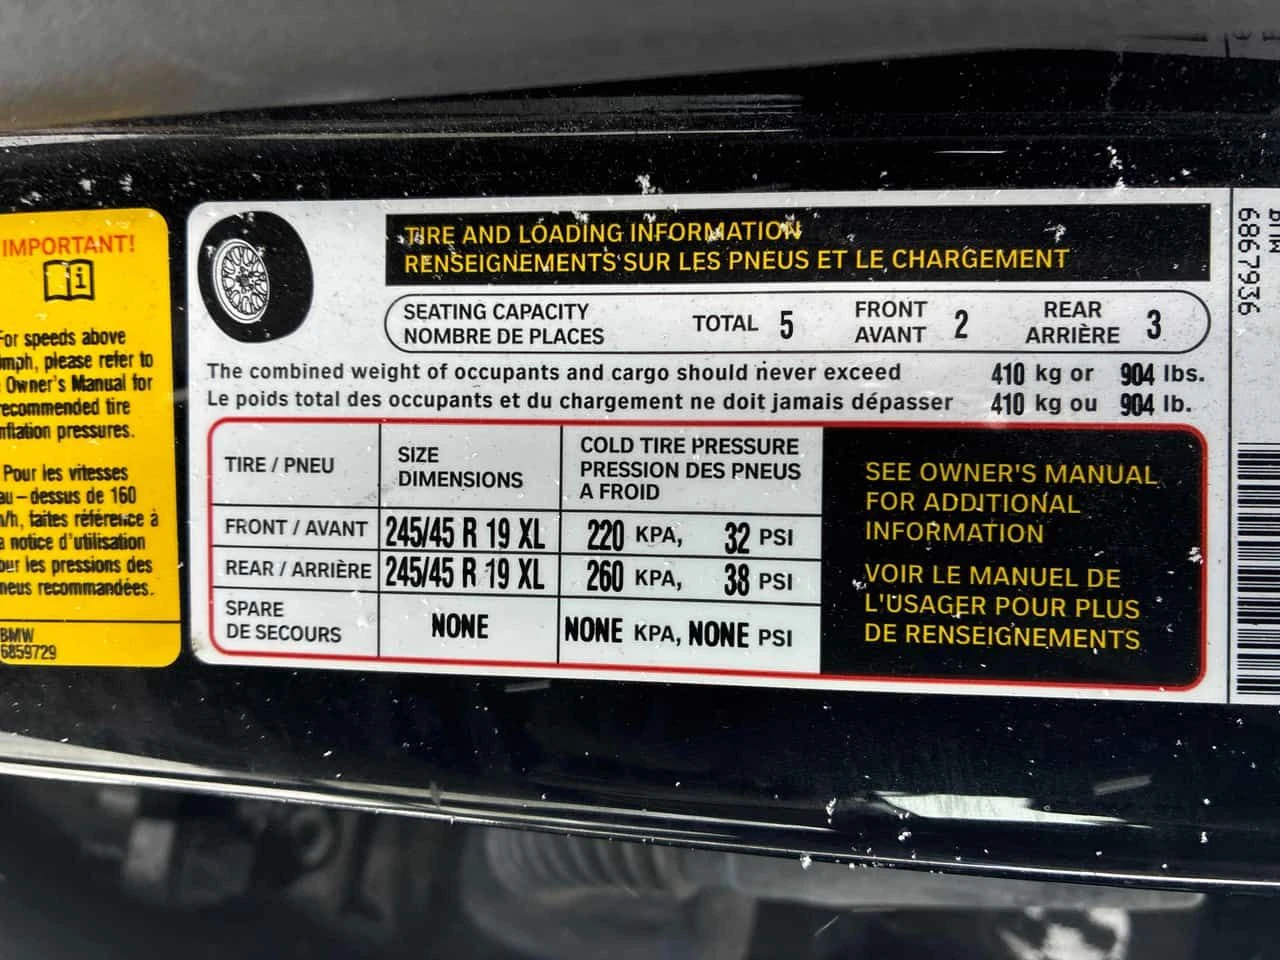 IMPORTANT!
i
For speeds above
mph, please refer to
Owner's Manual for
recommended tire
inflation pressures.
Pour les vitesses
au-dessus de 160
km/h, faites référence à
la notice d'utilisation
pour les pressions des
pneus recommandées.
BMW
6859729
TIRE AND LOADING INFORMATION
RENSEIGNEMENTS SUR LES PNEUS ET LE CHARGEMENT
SEATING CAPACITY
NOMBRE DE PLACES
TOTAL 5
FRONT
AVANT 2
REAR
ARRIÈRE 3
The combined weight of occupants and cargo should never exceed 410 kg or 904 lbs.
Le poids total des occupants et du chargement ne doit jamais dépasser 410 kg ou 904 lb.
TIRE / PNEU
SIZE
DIMENSIONS
COLD TIRE PRESSURE
PRESSION DES PNEUS
A FROID
FRONT / AVANT 245/45 R 19 XL 220 KPA, 32 PSI
REAR / ARRIÈRE 245/45 R 19 XL 260 KPA, 38 PSI
SPARE
DE SECOURS NONE NONE KPA, NONE PSI
SEE OWNER'S MANUAL
FOR ADDITIONAL
INFORMATION
VOIR LE MANUEL DE
L'USAGER POUR PLUS
DE RENSEIGNEMENTS
6867936